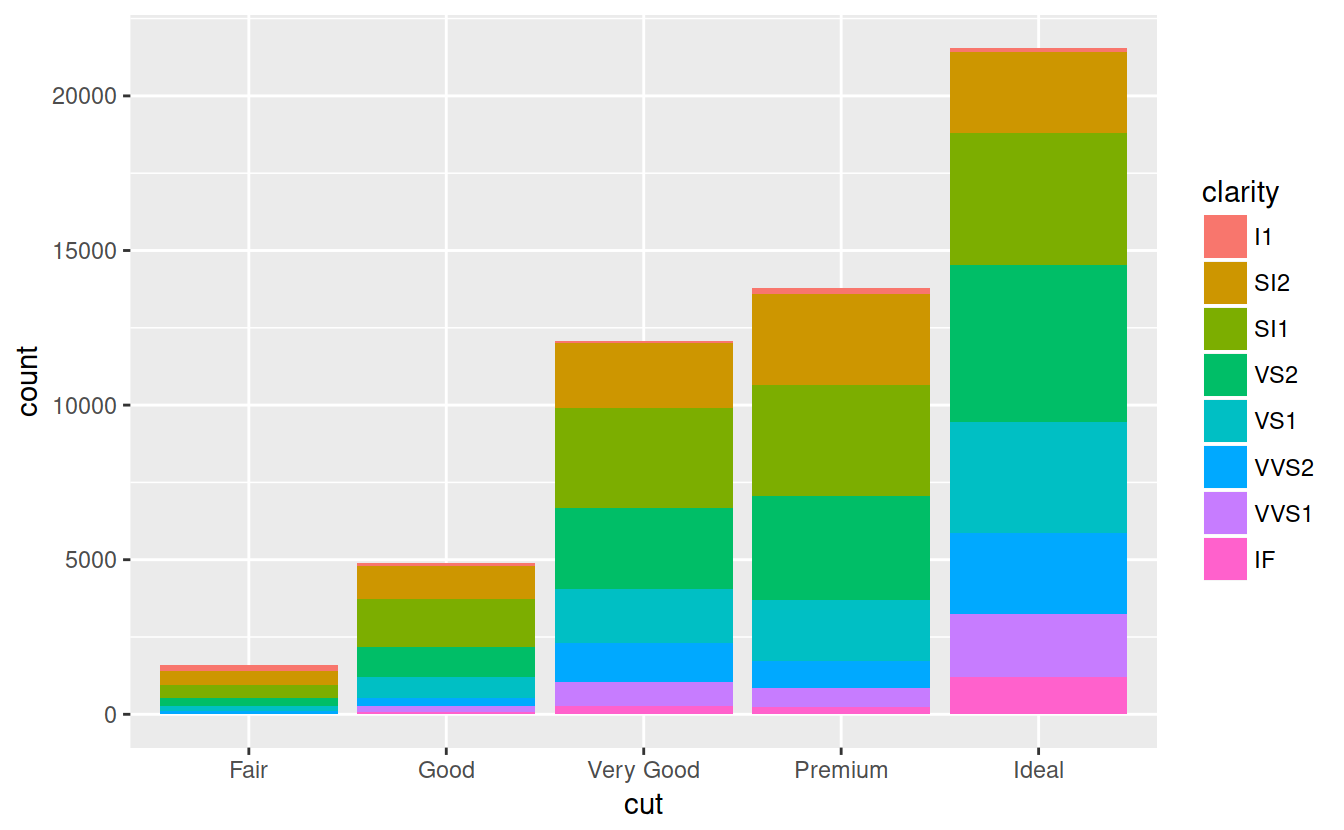 20000
15000
10000
5000
0
count
Fair Good Very Good Premium Ideal
cut
clarity
I1
SI2
SI1
VS2
VS1
VVS2
VVS1
IF